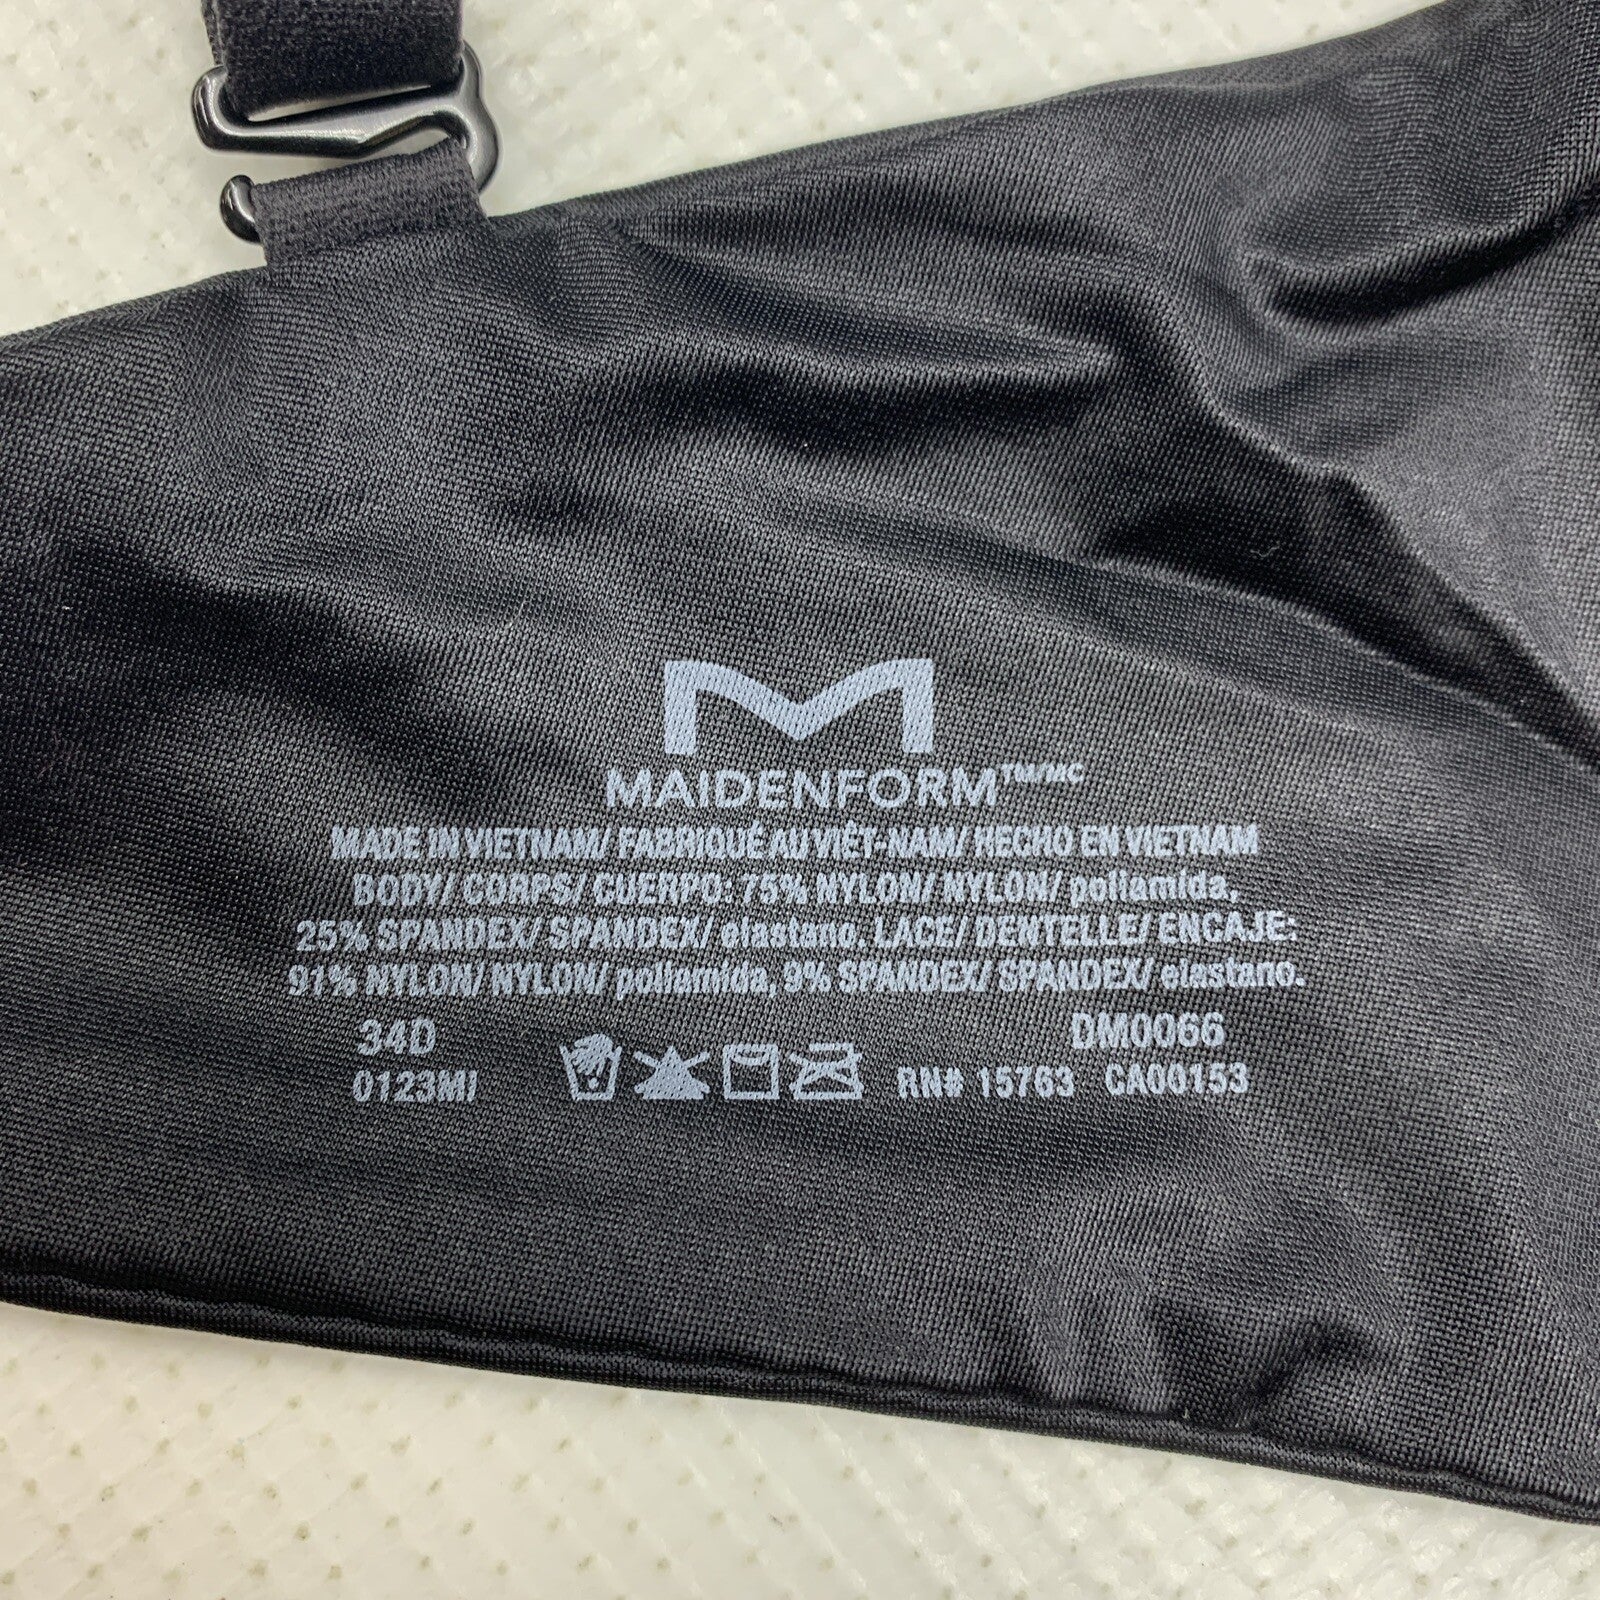 MAIDENFORM™/MC
MADE IN VIETNAM/ FABRIQUÉ AU VIÊT-NAM/ HECHO EN VIETNAM
BODY/ CORPS/ CUERPO: 75% NYLON/ NYLON/ poliamida,
25% SPANDEX/ SPANDEX/ elastano. LACE/ DENTELLE/ ENCAJE:
91% NYLON/ NYLON/ poliamida, 9% SPANDEX/ SPANDEX/ elastano.
34D DM0066
0123MJ RN# 15763 CA00153